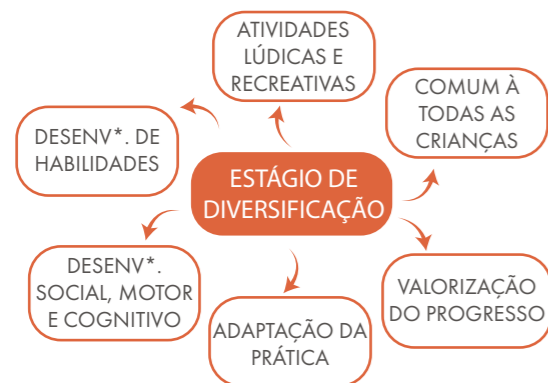 ATIVIDADES
LÚDICAS E
RECREATIVAS
COMUM À
TODAS AS
CRIANÇAS
DESENV*. DE
HABILIDADES
ESTÁGIO DE
DIVERSIFICAÇÃO
DESENV*.
SOCIAL, MOTOR
E COGNITIVO
VALORIZAÇÃO
DO PROGRESSO
ADAPTAÇÃO DA
PRÁTICA